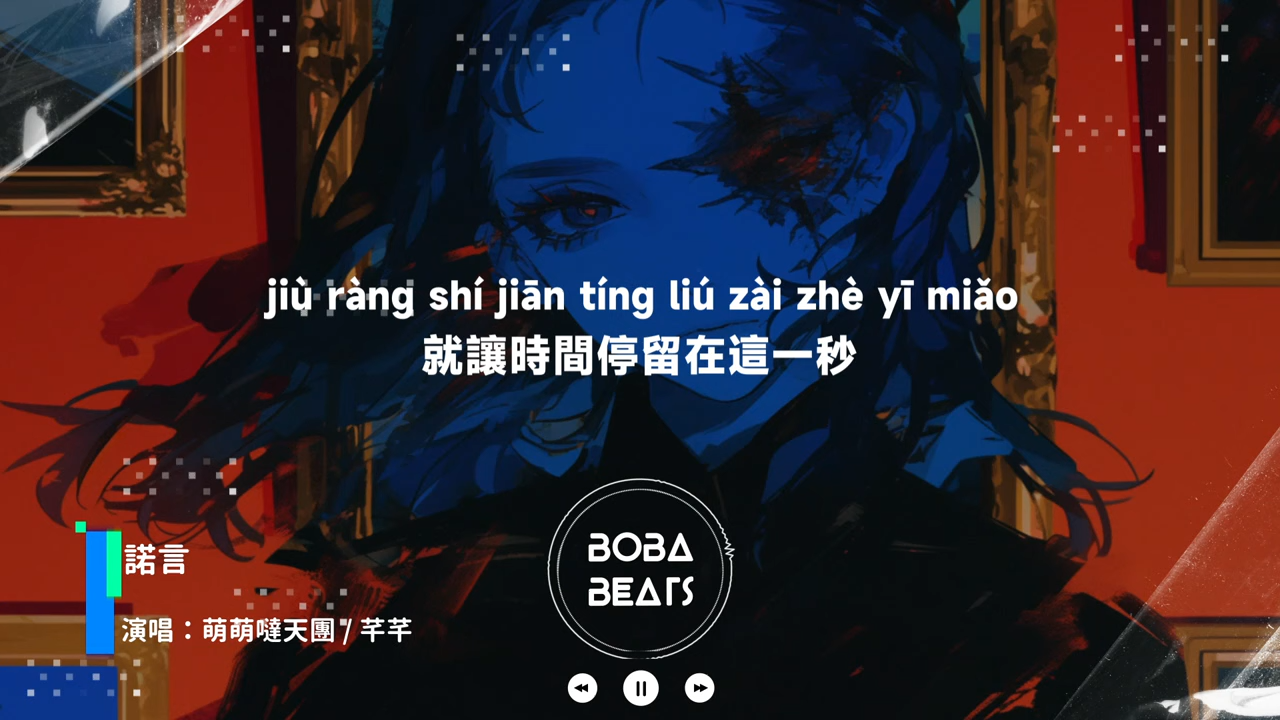 jiù ràng shí jiān tíng liú zài zhè yī miǎo
就讓時間停留在這一秒
BOBA
BEATS
諾言
演唱：萌萌噠天團 / 芊芊